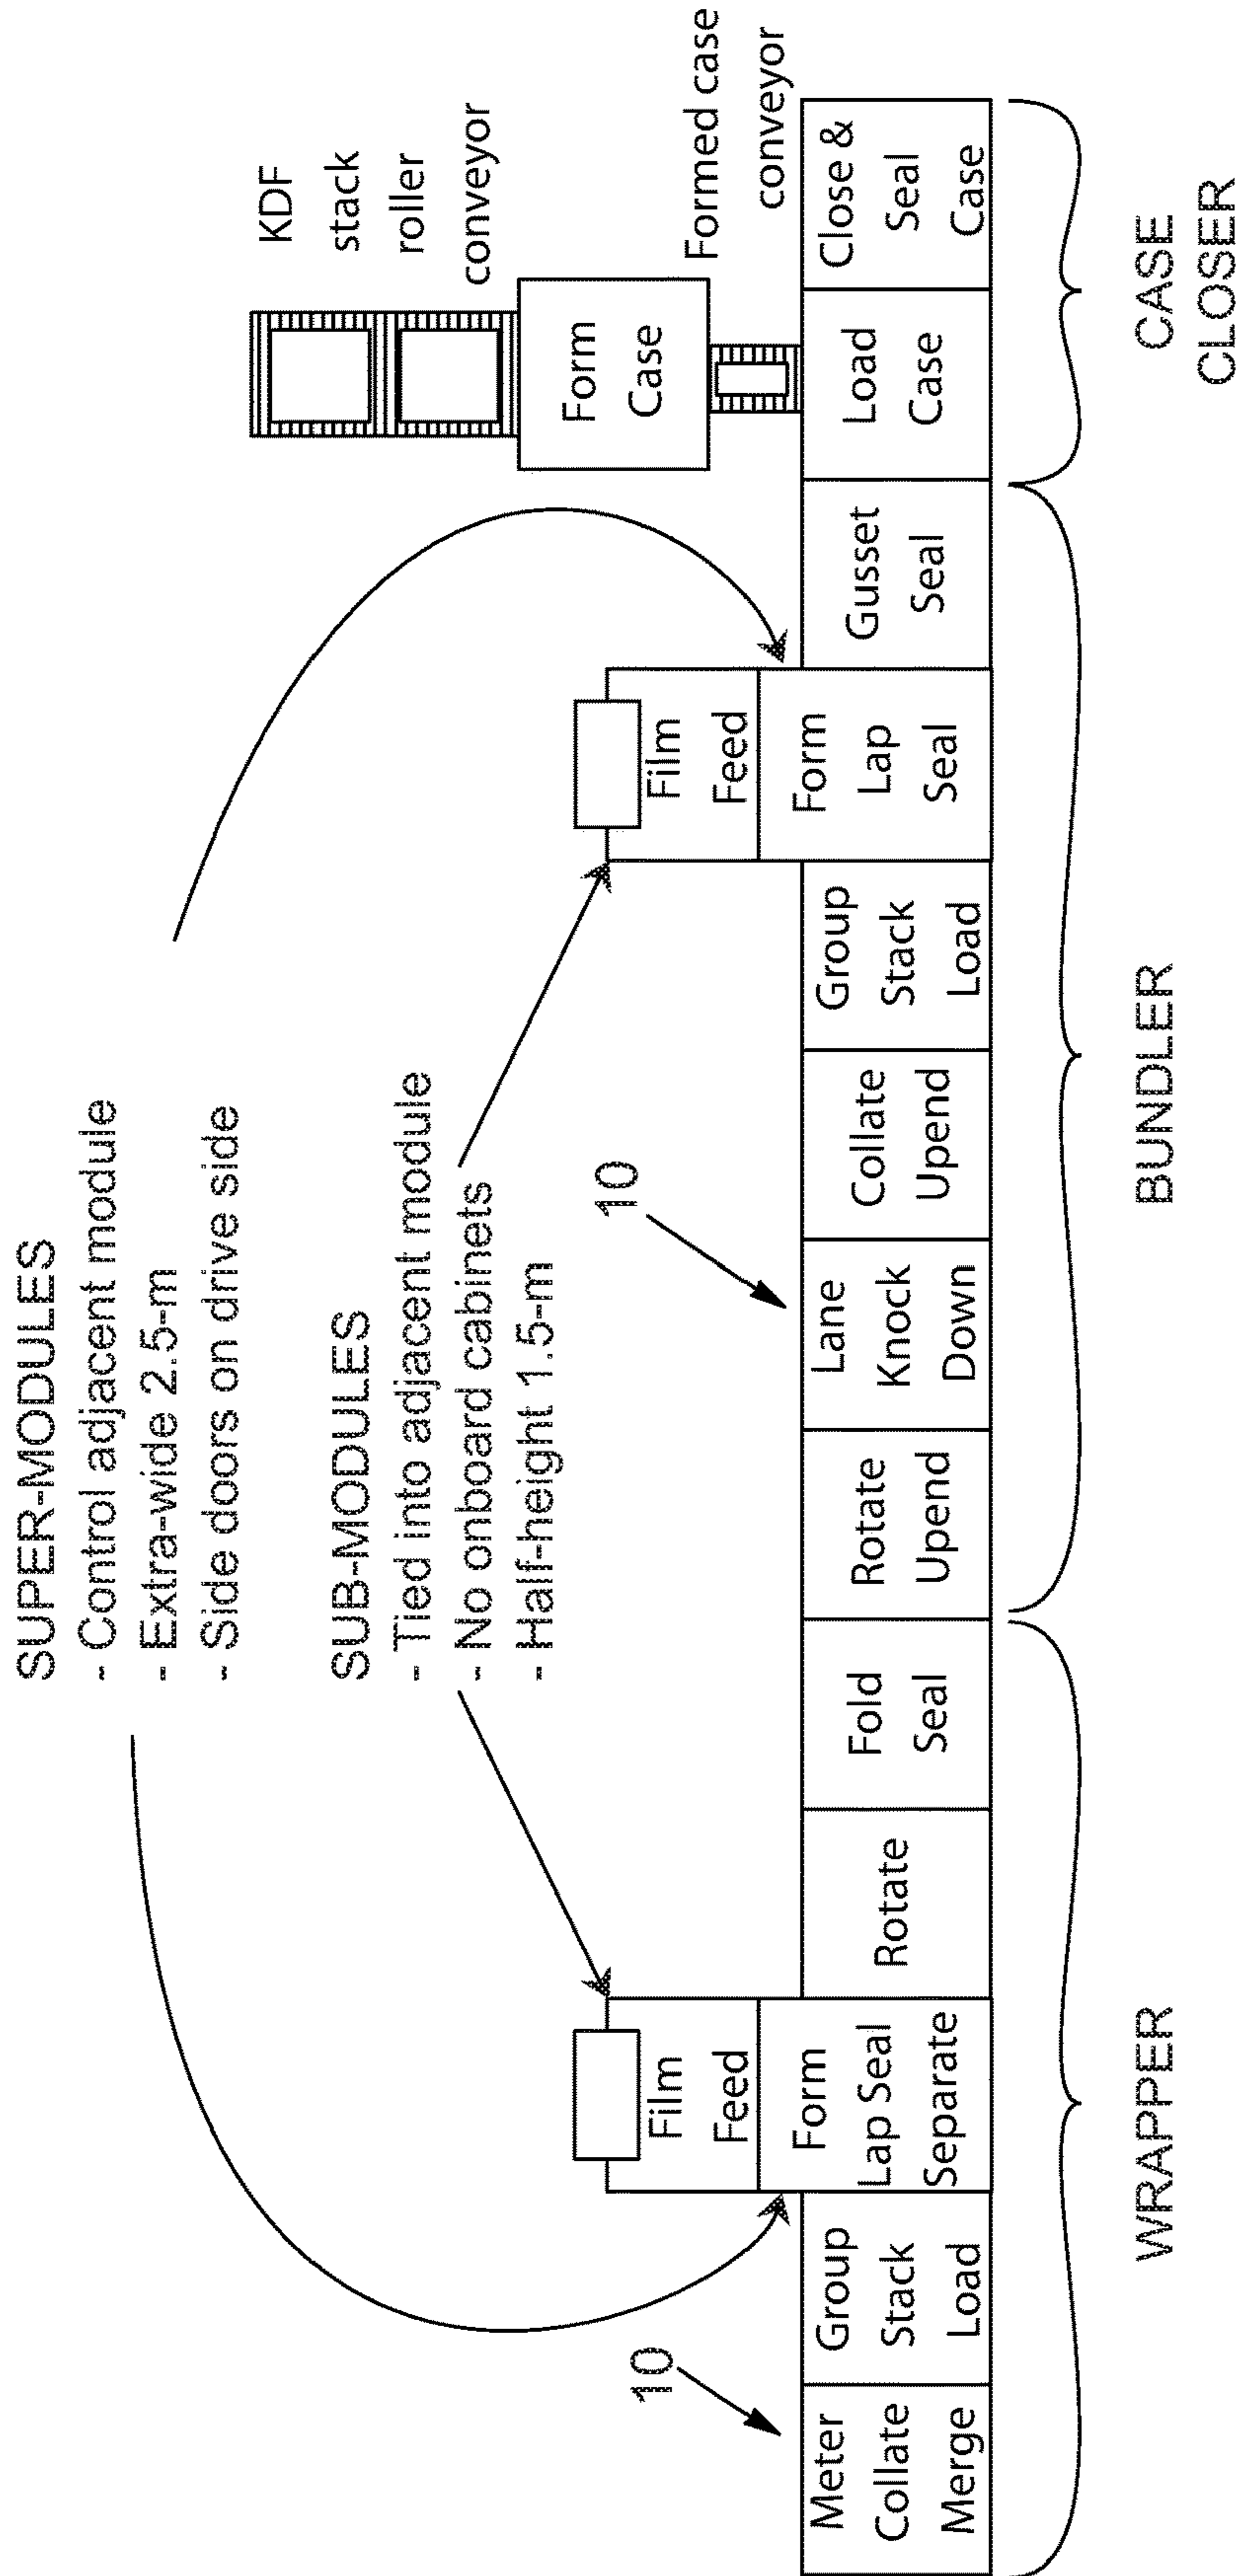 SUPER-MODULES
- Control adjacent module
- Extra-wide 2.5-m
- Side doors on drive side
SUB-MODULES
- Tied into adjacent module
- No onboard cabinets
- Half-height 1.5-m
KDF
stack
roller
conveyor
Form
Case
Formed case
conveyor
10
10
Film
Feed
Film
Feed
Meter
Collate
Merge
Group
Stack
Load
Form
Lap Seal
Separate
Rotate
Fold
Seal
Rotate
Upend
Lane
Knock
Down
Collate
Upend
Group
Stack
Load
Form
Lap
Seal
Gusset
Seal
Load
Case
Close &
Seal
Case
WRAPPER
BUNDLER
CASE
CLOSER